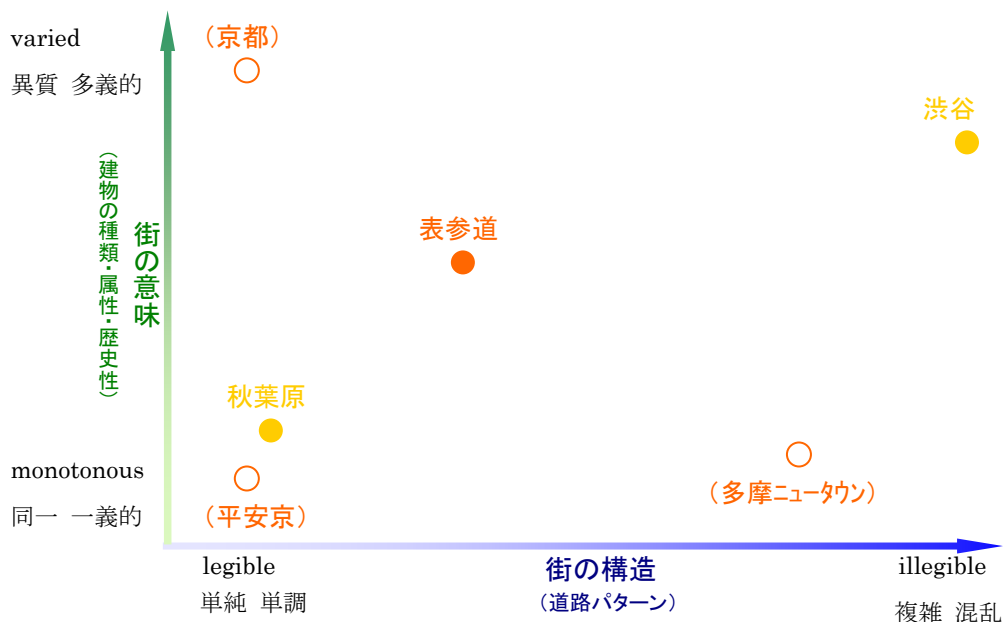 varied
異質 多義的
(京都)
渋谷
(建物の種類・属性・歴史性)
街の意味
表参道
秋葉原
monotonous
同一 一義的
(平安京)
(多摩ニュータウン)
legible
単純 単調
街の構造
(道路パターン)
illegible
複雑 混乱